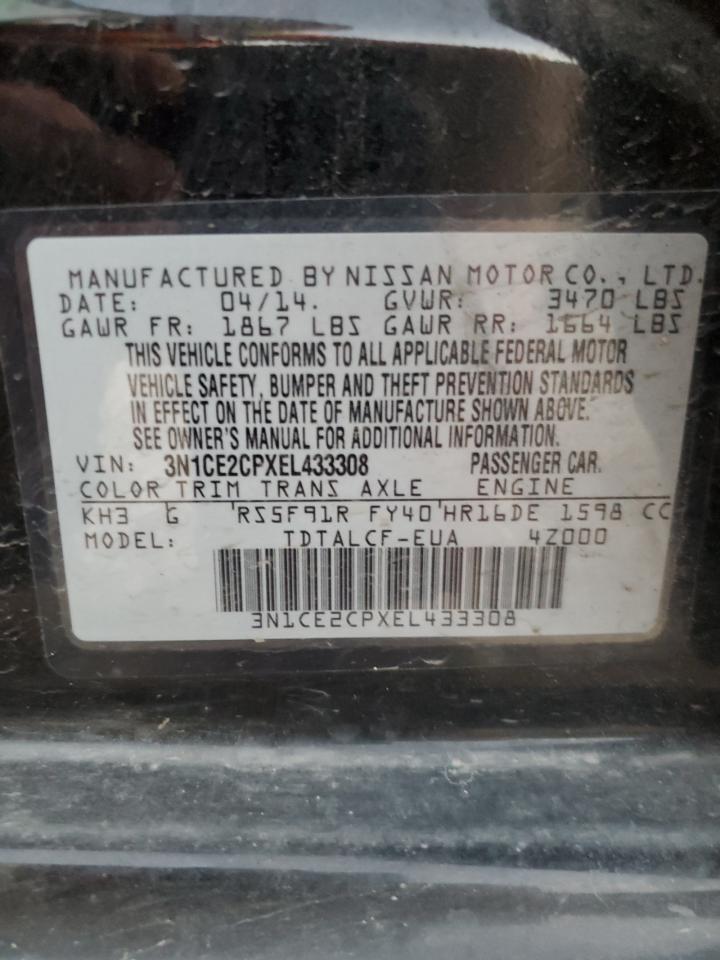 MANUFACTURED BY NISSAN MOTOR CO., LTD.
DATE: 04/14. GVWR: 3470 LBS
GAWR FR: 1867 LBS GAWR RR: 1664 LBS
THIS VEHICLE CONFORMS TO ALL APPLICABLE FEDERAL MOTOR
VEHICLE SAFETY, BUMPER AND THEFT PREVENTION STANDARDS
IN EFFECT ON THE DATE OF MANUFACTURE SHOWN ABOVE.
SEE OWNER'S MANUAL FOR ADDITIONAL INFORMATION.
VIN: 3N1CE2CPXEL433308 PASSENGER CAR.
COLOR TRIM TRANS AXLE ENGINE
KH3 G RS5F91R FY40 HR16DE 1598 CC
MODEL: TDTALCF-EUA 4Z000
3N1CE2CPXEL433308